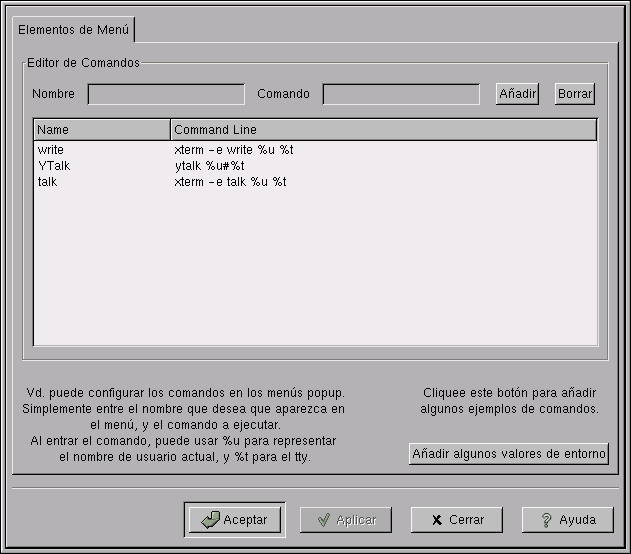 Elementos de Menú
Editor de Comandos
Nombre Comando Añadir Borrar
Name Command Line
write xterm -e write %u %t
YTalk ytalk %u#%t
talk xterm -e talk %u %t
Vd. puede configurar los comandos en los menús popup.
Simplemente entre el nombre que desea que aparezca en
el menú, y el comando a ejecutar.
Al entrar el comando, puede usar %u para representar
el nombre de usuario actual, y %t para el tty.
Cliquee este botón para añadir
algunos ejemplos de comandos.
Añadir algunos valores de entorno
Aceptar Aplicar Cerrar Ayuda